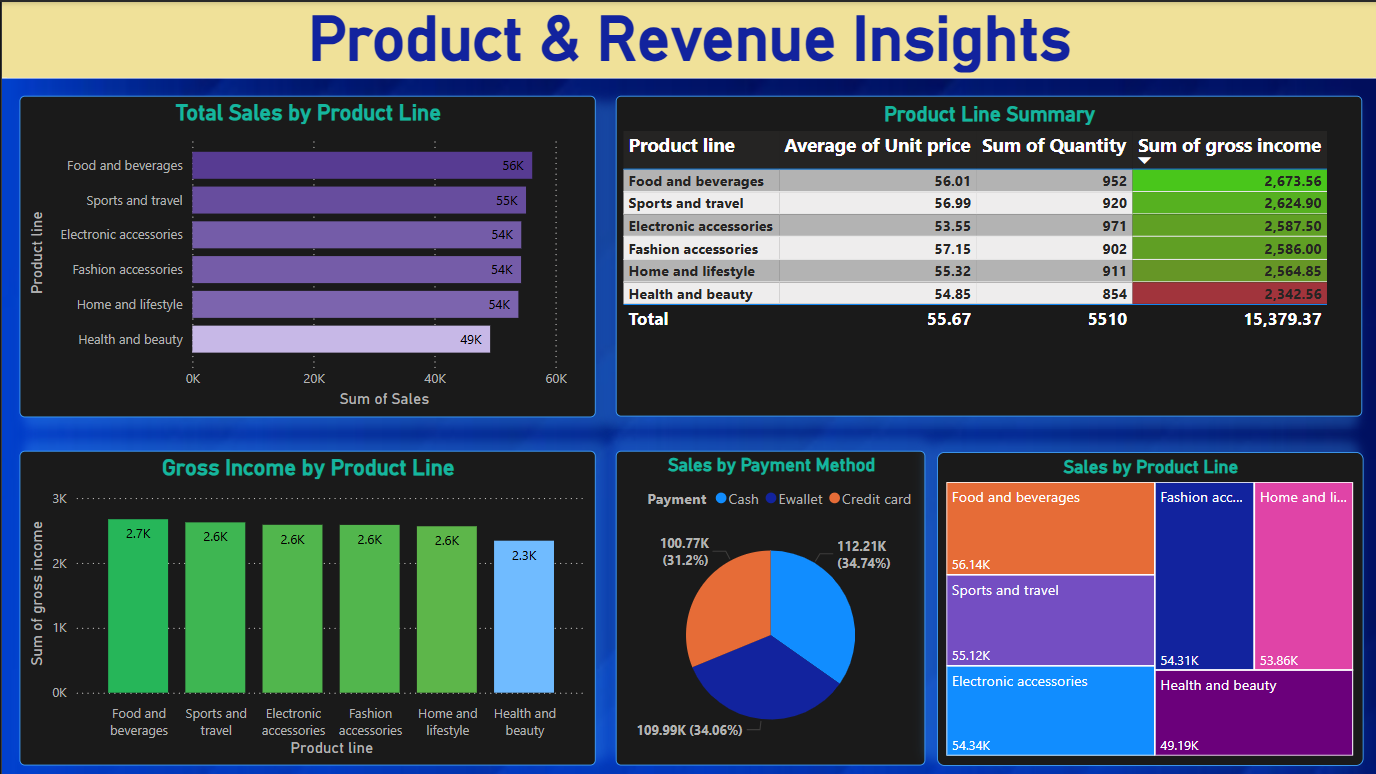 Product & Revenue Insights
Total Sales by Product Line
Product line
Food and beverages 56K
Sports and travel 55K
Electronic accessories 54K
Fashion accessories 54K
Home and lifestyle 54K
Health and beauty 49K
0K 20K 40K 60K
Sum of Sales
Product Line Summary
Product line Average of Unit price Sum of Quantity Sum of gross income
Food and beverages 56.01 952 2,673.56
Sports and travel 56.99 920 2,624.90
Electronic accessories 53.55 971 2,587.50
Fashion accessories 57.15 902 2,586.00
Home and lifestyle 55.32 911 2,564.85
Health and beauty 54.85 854 2,342.56
Total 55.67 5510 15,379.37
Gross Income by Product Line
Sum of gross income
3K
2K
1K
0K
2.7K 2.6K 2.6K 2.6K 2.6K 2.3K
Food and Sports and Electronic Fashion Home and Health and
beverages travel accessories accessories lifestyle beauty
Product line
Sales by Payment Method
Payment Cash Ewallet Credit card
100.77K
(31.2%)
112.21K
(34.74%)
109.99K (34.06%)
Sales by Product Line
Food and beverages
56.14K
Sports and travel
55.12K
Electronic accessories
54.34K
Fashion acc...
54.31K
Home and li...
53.86K
Health and beauty
49.19K